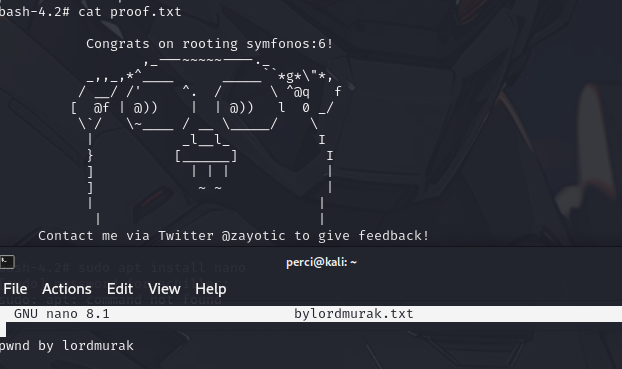 bash-4.2# cat proof.txt
Congrats on rooting symfonos:6!
            ,_---~~~~~----._
     _,,_,*^____      _____``*g*\"*,
    / __/ /'     ^.  /      \ ^@q   f
   [  @f | @))    |  | @))   l  0 _/
    \`/   \~____ / __ \_____/    \
     |           _l__l_           I
     }          [______]           I
     ]            | | |            |
     ]             ~ ~             |
     |                            |
      |                           |
Contact me via Twitter @zayotic to give feedback!
bash-4.2# sudo apt install nano
sudo: apt: command not found
perci@kali: ~
File Actions Edit View Help
GNU nano 8.1 bylordmurak.txt
pwnd by lordmurak